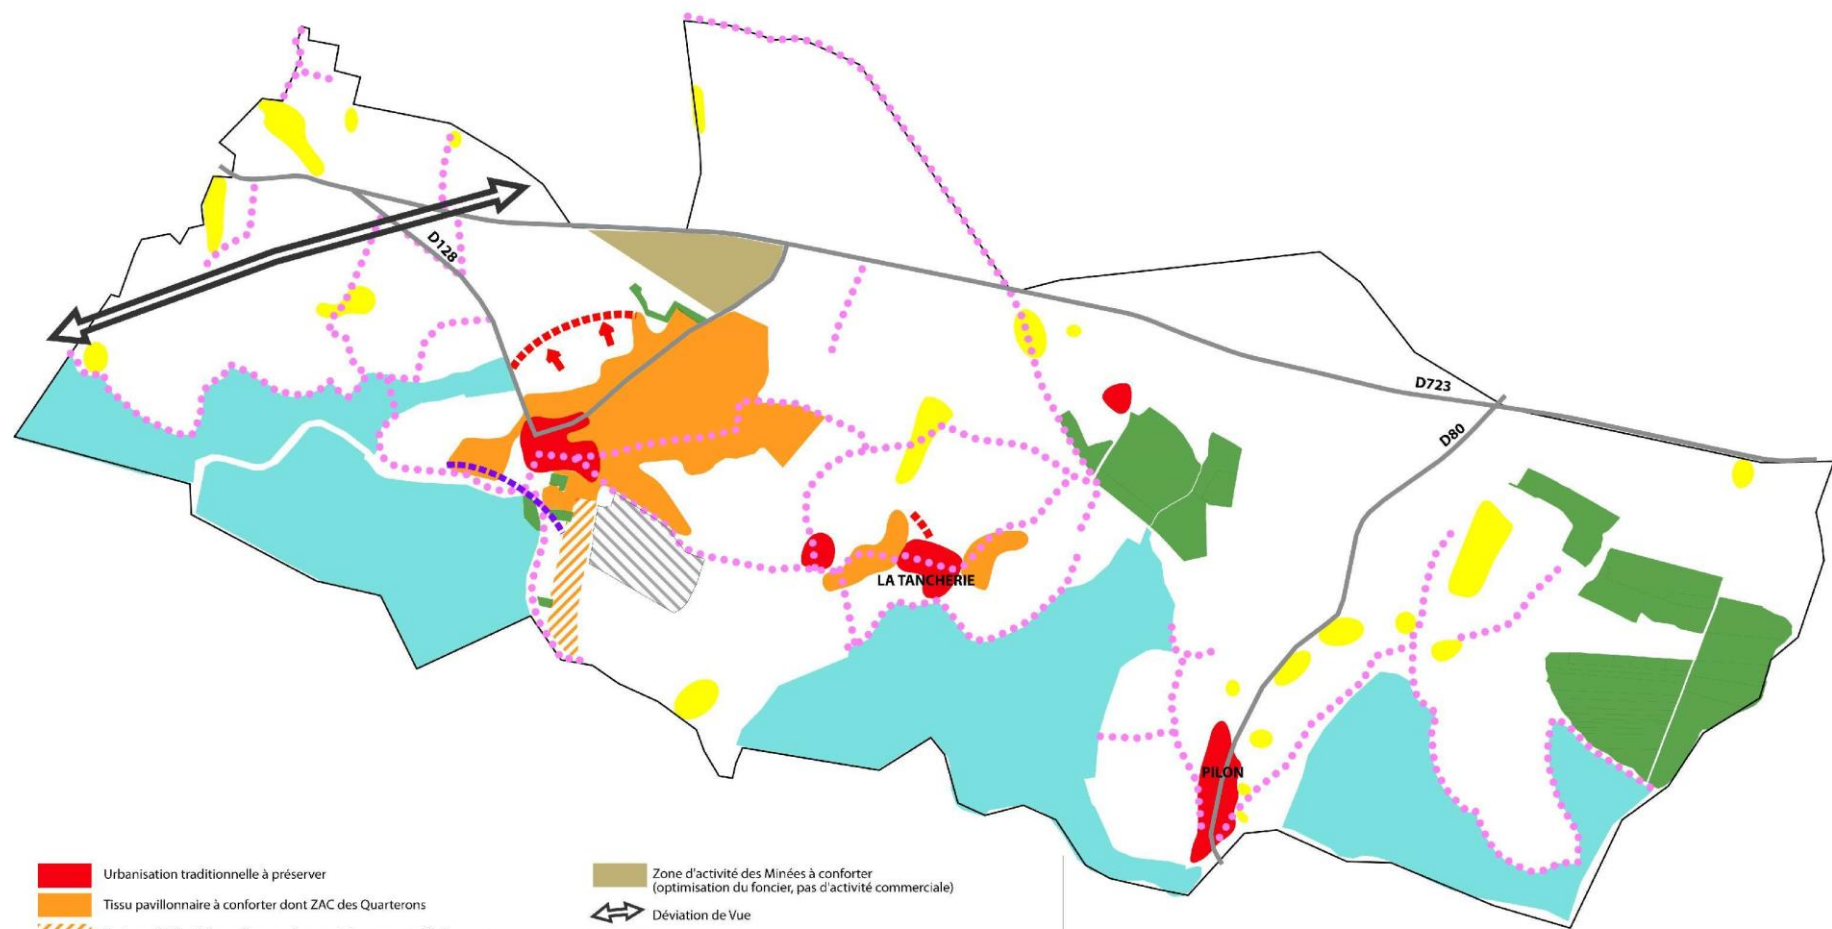 D128
D723
D80
LA TANCHERIE
PILON
Urbanisation traditionnelle à préserver
Tissu pavillonnaire à conforter dont ZAC des Quarterons
Zone d'activité des Minées à conforter
(optimisation du foncier, pas d'activité commerciale)
Déviation de Vue